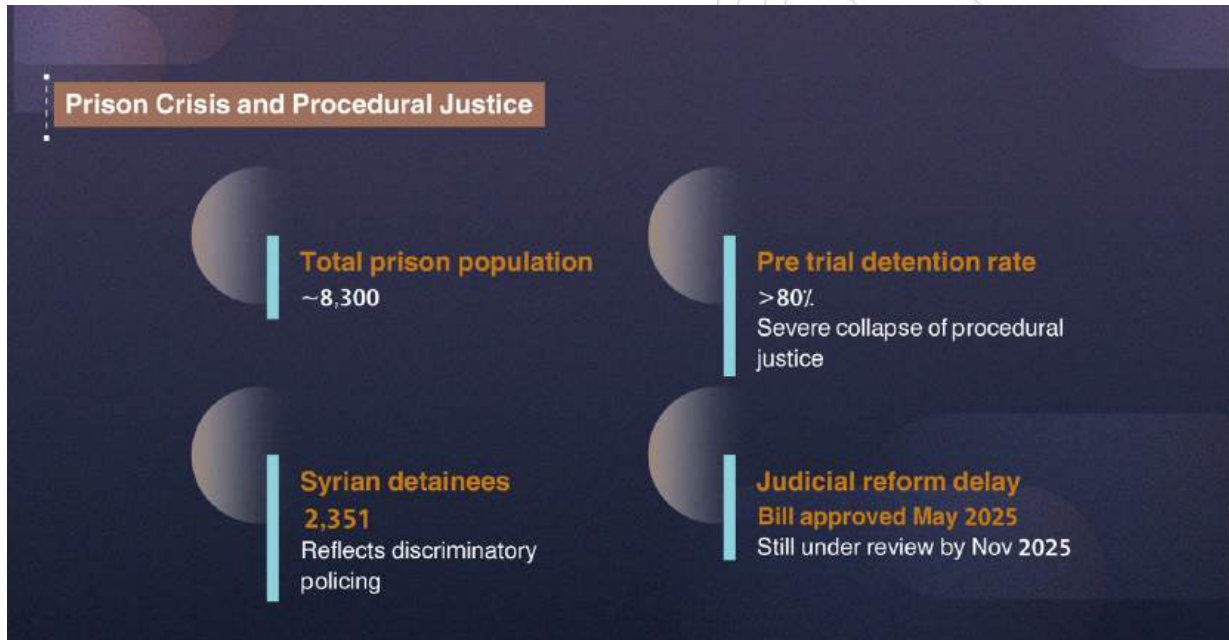 Prison Crisis and Procedural Justice
Total prison population
~8,300
Pre trial detention rate
>80%
Severe collapse of procedural
justice
Syrian detainees
2,351
Reflects discriminatory
policing
Judicial reform delay
Bill approved May 2025
Still under review by Nov 2025